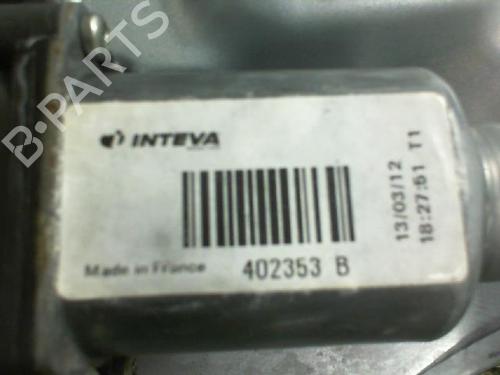 B-PARTS
INTEVA
Made in France
402353 B
13/03/12
18:27:51 T1